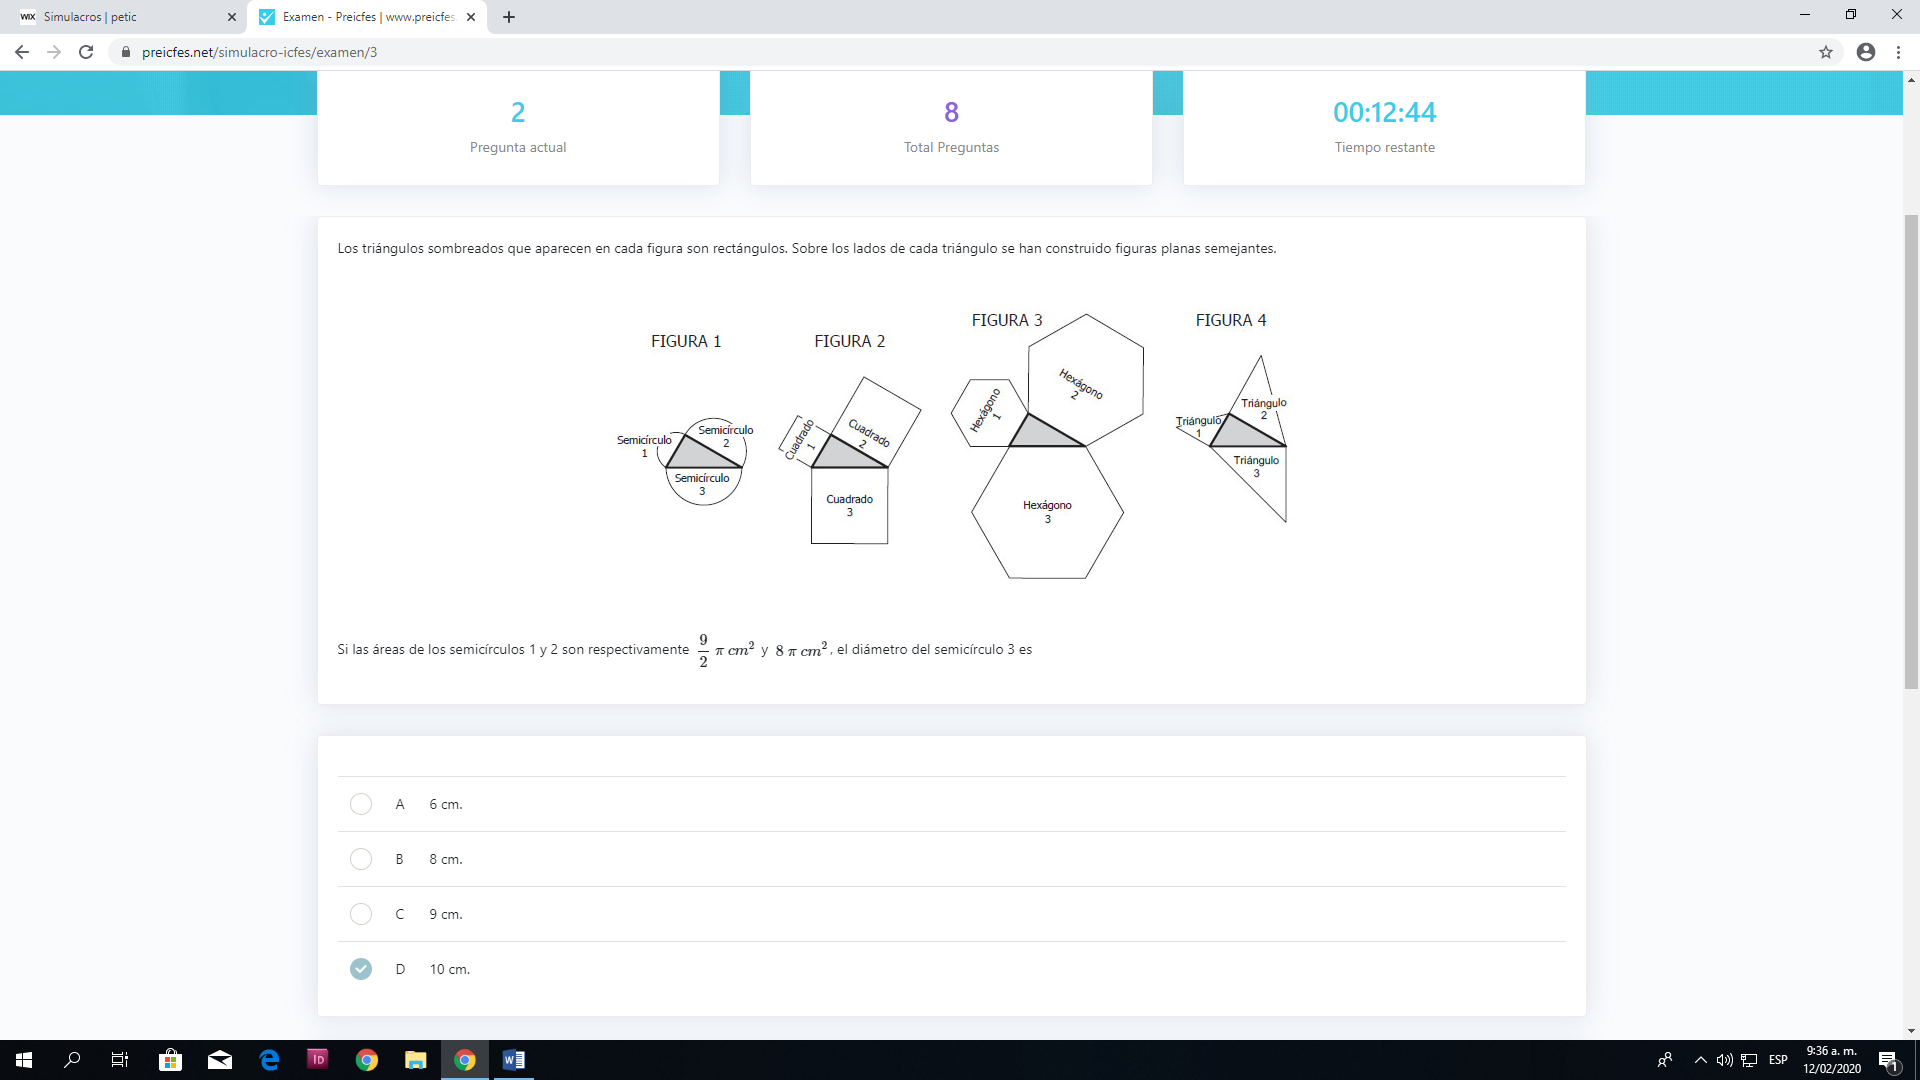 WIX Simulacros | petic
Examen - Preicfes | www.preicfes.
preicfes.net/simulacro-icfes/examen/3
2
Pregunta actual
8
Total Preguntas
00:12:44
Tiempo restante
Los triángulos sombreados que aparecen en cada figura son rectángulos. Sobre los lados de cada triángulo se han construido figuras planas semejantes.
FIGURA 1
Semicírculo
1
Semicírculo
2
Semicírculo
3
FIGURA 2
Cuadrado
1
Cuadrado
2
Cuadrado
3
FIGURA 3
Hexágono
1
Hexágono
2
Hexágono
3
FIGURA 4
Triángulo
1
Triángulo
2
Triángulo
3
Si las áreas de los semicírculos 1 y 2 son respectivamente 9/2 π cm² y 8 π cm², el diámetro del semicírculo 3 es
A 6 cm.
B 8 cm.
C 9 cm.
D 10 cm.
ESP
9:36 a. m.
12/02/2020
1